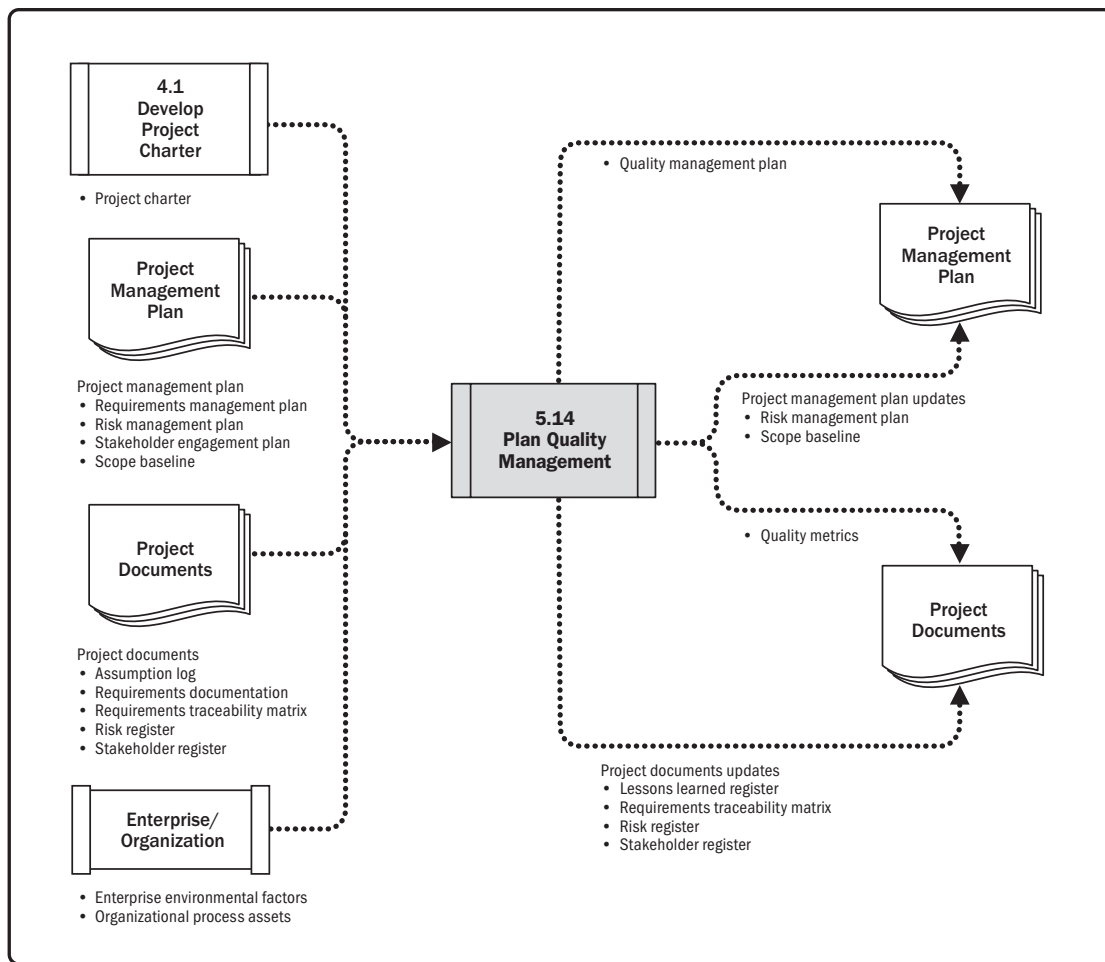 4.1
Develop
Project
Charter
• Project charter
Project
Management
Plan
Project management plan
• Requirements management plan
• Risk management plan
• Stakeholder engagement plan
• Scope baseline
Project
Documents
Project documents
• Assumption log
• Requirements documentation
• Requirements traceability matrix
• Risk register
• Stakeholder register
Enterprise/
Organization
• Enterprise environmental factors
• Organizational process assets
5.14
Plan Quality
Management
• Quality management plan
Project
Management
Plan
Project management plan updates
• Risk management plan
• Scope baseline
• Quality metrics
Project
Documents
Project documents updates
• Lessons learned register
• Requirements traceability matrix
• Risk register
• Stakeholder register